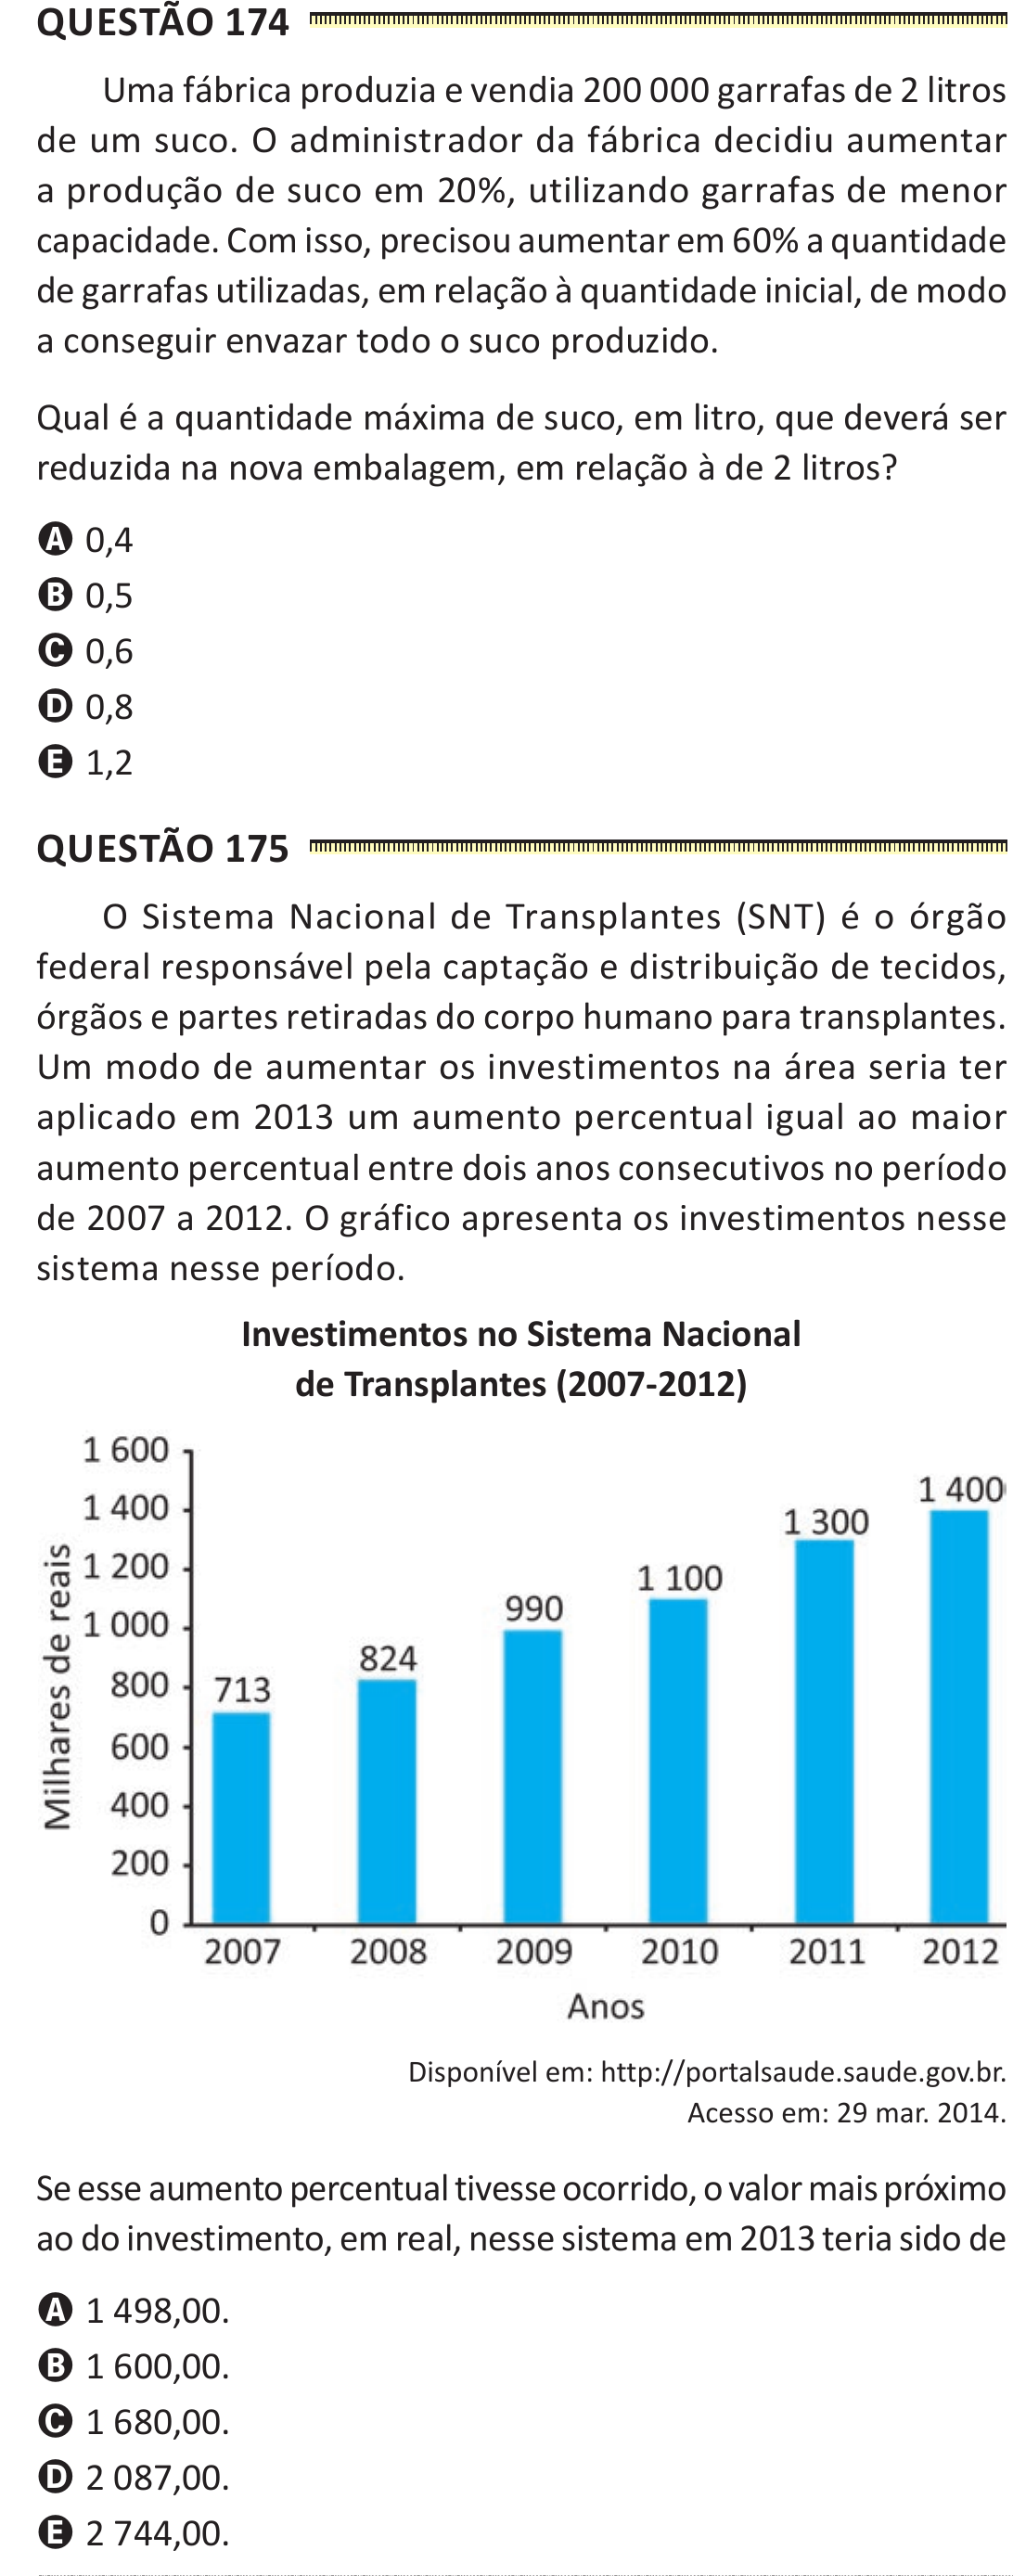 QUESTÃO 174
Uma fábrica produzia e vendia 200 000 garrafas de 2 litros
de um suco. O administrador da fábrica decidiu aumentar
a produção de suco em 20%, utilizando garrafas de menor
capacidade. Com isso, precisou aumentar em 60% a quantidade
de garrafas utilizadas, em relação à quantidade inicial, de modo
a conseguir envazar todo o suco produzido.
Qual é a quantidade máxima de suco, em litro, que deverá ser
reduzida na nova embalagem, em relação à de 2 litros?
A 0,4
B 0,5
C 0,6
D 0,8
E 1,2
QUESTÃO 175
O Sistema Nacional de Transplantes (SNT) é o órgão
federal responsável pela captação e distribuição de tecidos,
órgãos e partes retiradas do corpo humano para transplantes.
Um modo de aumentar os investimentos na área seria ter
aplicado em 2013 um aumento percentual igual ao maior
aumento percentual entre dois anos consecutivos no período
de 2007 a 2012. O gráfico apresenta os investimentos nesse
sistema nesse período.
Investimentos no Sistema Nacional
de Transplantes (2007-2012)
Milhares de reais
1 600
1 400
1 200
1 000
800
600
400
200
0
713
824
990
1 100
1 300
1 400
2007 2008 2009 2010 2011 2012
Anos
Disponível em: http://portalsaude.saude.gov.br.
Acesso em: 29 mar. 2014.
Se esse aumento percentual tivesse ocorrido, o valor mais próximo
ao do investimento, em real, nesse sistema em 2013 teria sido de
A 1 498,00.
B 1 600,00.
C 1 680,00.
D 2 087,00.
E 2 744,00.